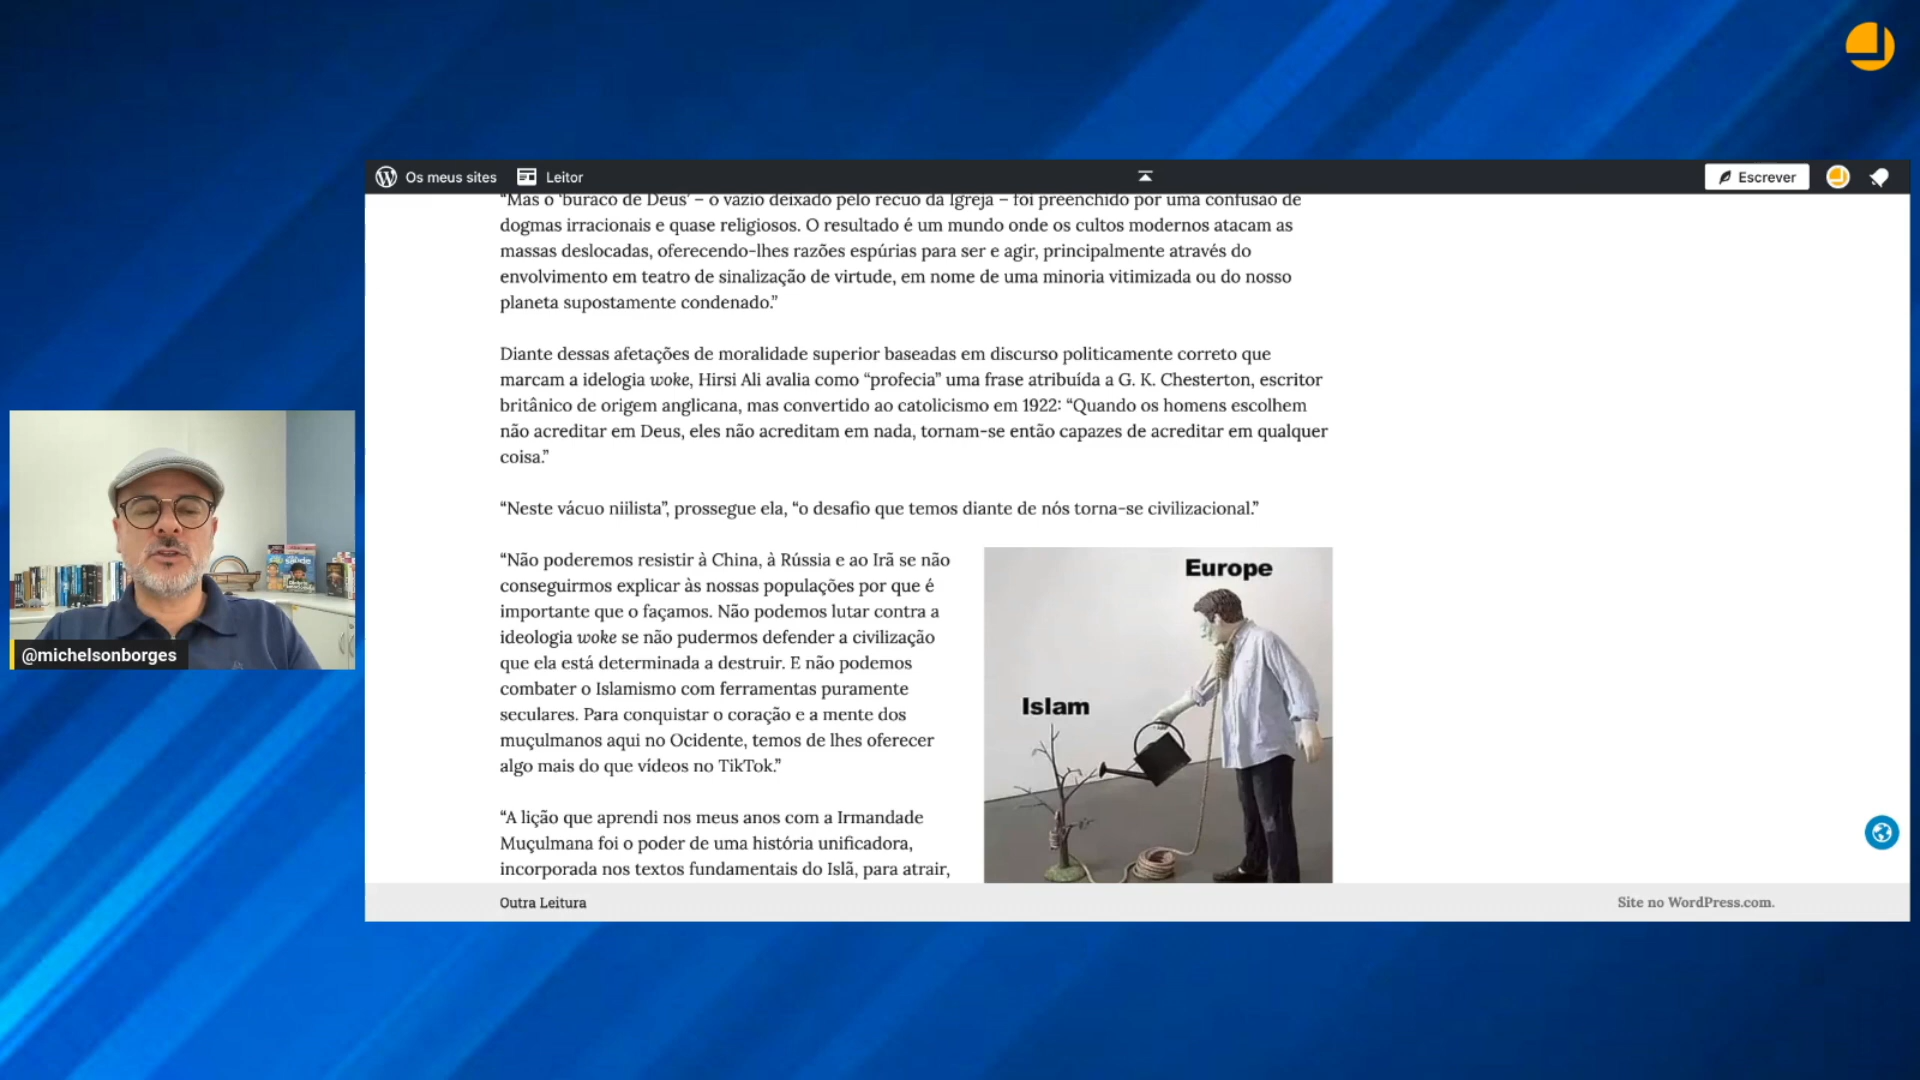 Os meus sites
Leitor
Escrever
“Mas o ‘buraco de Deus’ – o vazio deixado pelo recuo da Igreja – foi preenchido por uma confusão de
dogmas irracionais e quase religiosos. O resultado é um mundo onde os cultos modernos atacam as
massas deslocadas, oferecendo-lhes razões espúrias para ser e agir, principalmente através do
envolvimento em teatro de sinalização de virtude, em nome de uma minoria vitimizada ou do nosso
planeta supostamente condenado.”
Diante dessas afetações de moralidade superior baseadas em discurso politicamente correto que
marcam a idelogia woke, Hirsi Ali avalia como “profecia” uma frase atribuída a G. K. Chesterton, escritor
britânico de origem anglicana, mas convertido ao catolicismo em 1922: “Quando os homens escolhem
não acreditar em Deus, eles não acreditam em nada, tornam-se então capazes de acreditar em qualquer
coisa.”
“Neste vácuo niilista”, prossegue ela, “o desafio que temos diante de nós torna-se civilizacional.”
“Não poderemos resistir à China, à Rússia e ao Irã se não
conseguirmos explicar às nossas populações por que é
importante que o façamos. Não podemos lutar contra a
ideologia woke se não pudermos defender a civilização
que ela está determinada a destruir. E não podemos
combater o Islamismo com ferramentas puramente
seculares. Para conquistar o coração e a mente dos
muçulmanos aqui no Ocidente, temos de lhes oferecer
algo mais do que vídeos no TikTok.”
“A lição que aprendi nos meus anos com a Irmandade
Muçulmana foi o poder de uma história unificadora,
incorporada nos textos fundamentais do Islã, para atrair,
Europe
Islam
@michelsonborges
Outra Leitura
Site no WordPress.com.